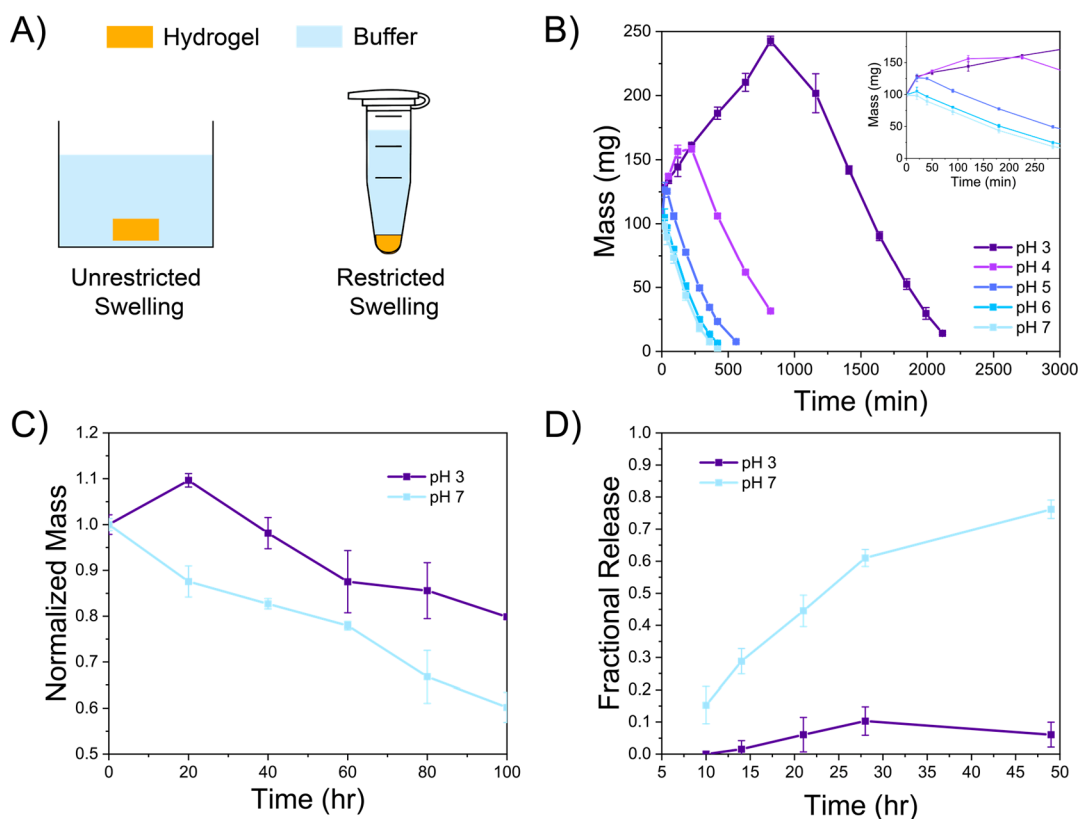 A)
Hydrogel
Buffer
Unrestricted
Swelling
Restricted
Swelling
B)
250
200
150
100
50
0
Mass (mg)
0 500 1000 1500 2000 2500 3000
Time (min)
pH 3
pH 4
pH 5
pH 6
pH 7
150
100
50
0
Mass (mg)
0 50 100 150 200 250
Time (min)
C)
1.2
1.1
1.0
0.9
0.8
0.7
0.6
0.5
Normalized Mass
0 20 40 60 80 100
Time (hr)
pH 3
pH 7
D)
1.0
0.9
0.8
0.7
0.6
0.5
0.4
0.3
0.2
0.1
0.0
Fractional Release
5 10 15 20 25 30 35 40 45 50
Time (hr)
pH 3
pH 7